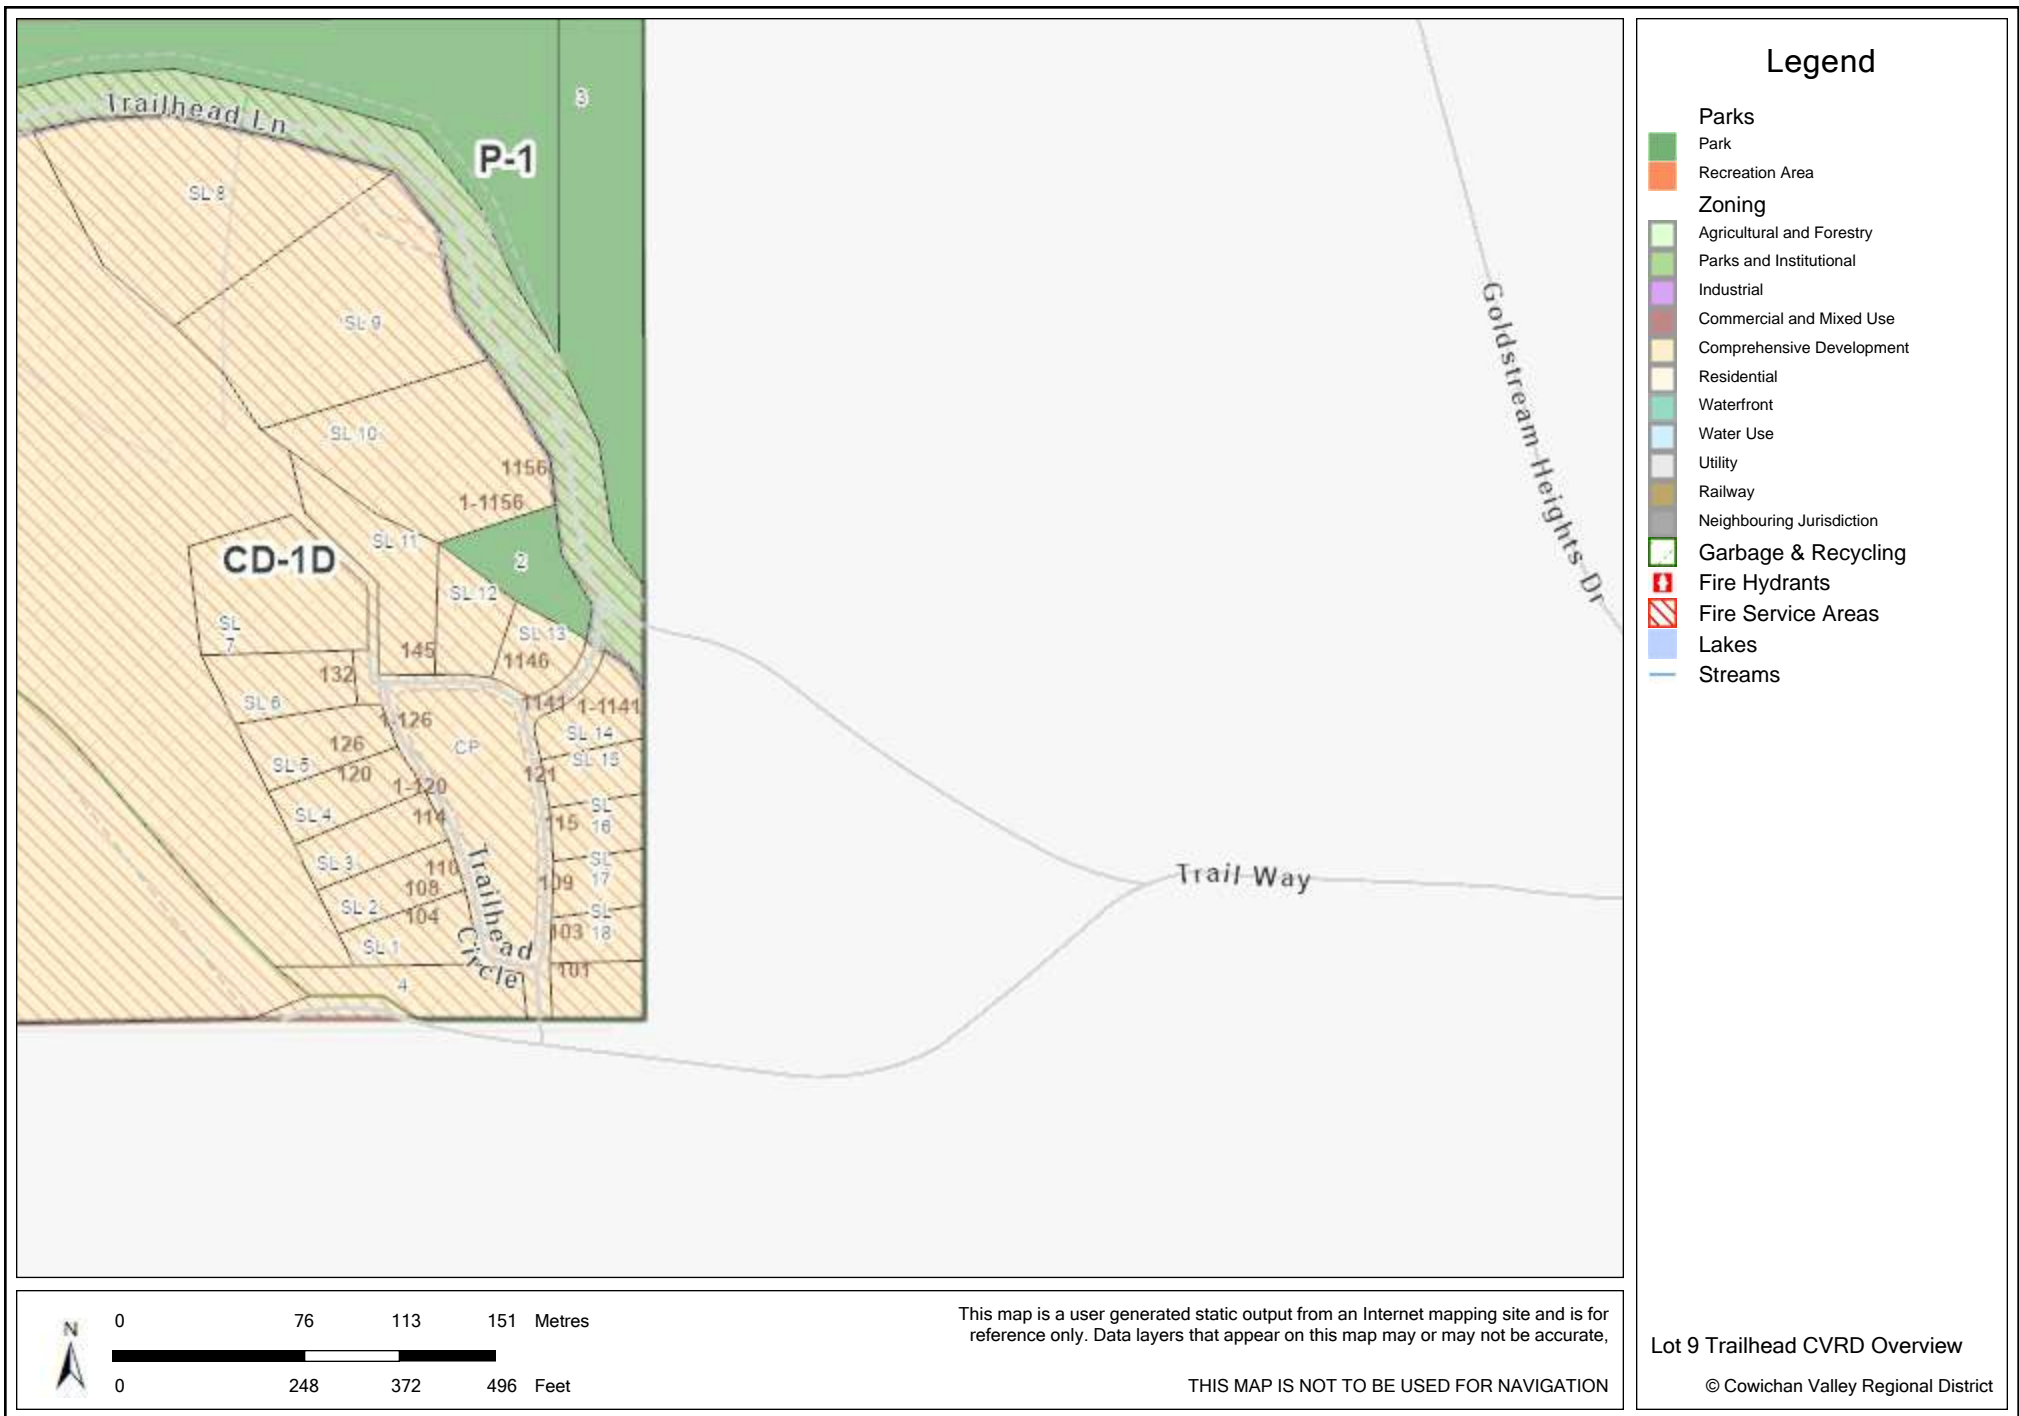 Trailhead Ln
3
P-1
SL 8
SL 9
SL 10
1156
1-1156
SL 11
CD-1D
2
SL 12
SL
7
SL 13
145
1146
132
SL 6
1141
1-1141
1-126
SL 14
CP
126
SL 15
SL 5
120
121
1-120
SL
16
SL 4
114
115
SL 3
110
SL
17
108
109
SL 2
104
SL
18
103
SL 1
101
4
Trailhead
Circle
Goldstream Heights Dr
Trail Way
Legend
Parks
Park
Recreation Area
Zoning
Agricultural and Forestry
Parks and Institutional
Industrial
Commercial and Mixed Use
Comprehensive Development
Residential
Waterfront
Water Use
Utility
Railway
Neighbouring Jurisdiction
Garbage & Recycling
Fire Hydrants
Fire Service Areas
Lakes
Streams
N
0 76 113 151 Metres
0 248 372 496 Feet
This map is a user generated static output from an Internet mapping site and is for
reference only. Data layers that appear on this map may or may not be accurate,
THIS MAP IS NOT TO BE USED FOR NAVIGATION
Lot 9 Trailhead CVRD Overview
© Cowichan Valley Regional District